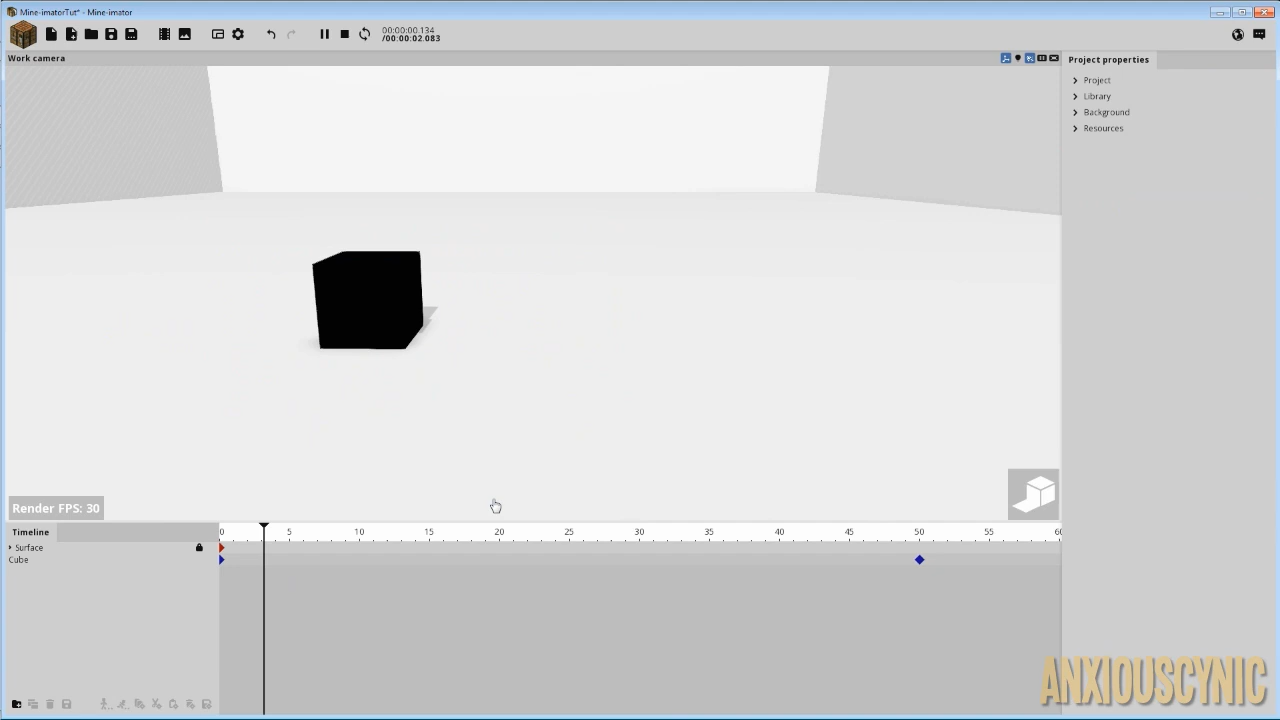 Mine-imatorTut* - Mine-imator
00:00:00.134
/00:00:02.083
Work camera
Project properties
Project
Library
Background
Resources
Render FPS: 30
Timeline
0 5 10 15 20 25 30 35 40 45 50 55 60
Surface
Cube
ANXIOUSCYNIC